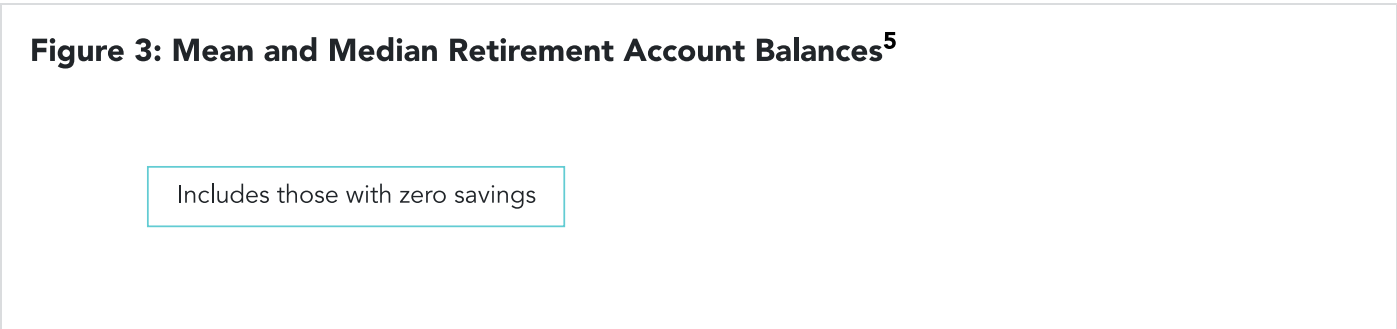 Figure 3: Mean and Median Retirement Account Balances⁵
Includes those with zero savings